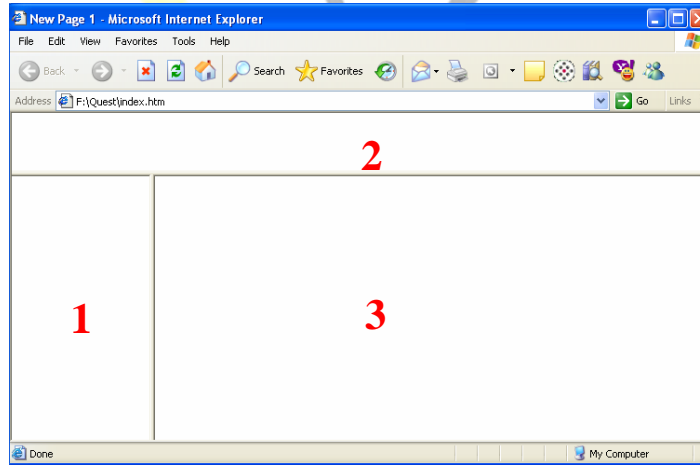 New Page 1 - Microsoft Internet Explorer
File Edit View Favorites Tools Help
Back Search Favorites
Address F:\Quest\index.htm Go Links
2
1 3
Done My Computer